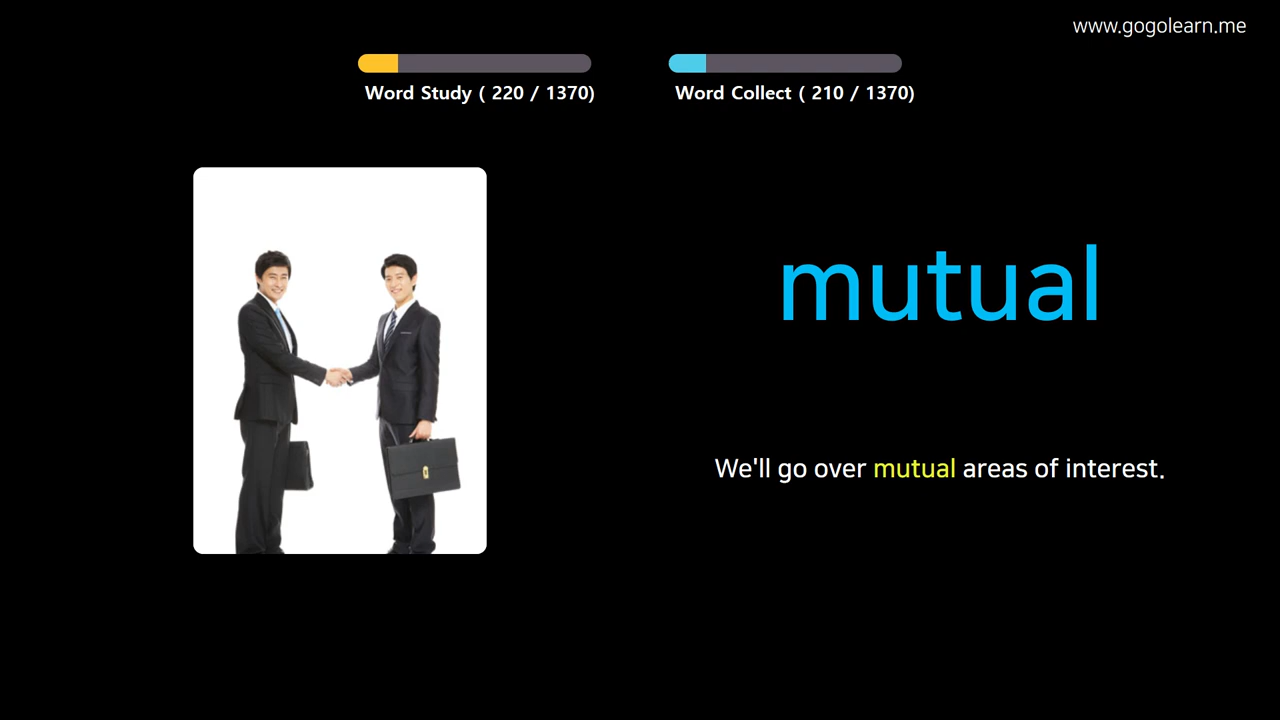 www.gogolearn.me
Word Study ( 220 / 1370)
Word Collect ( 210 / 1370)
mutual
We'll go over mutual areas of interest.